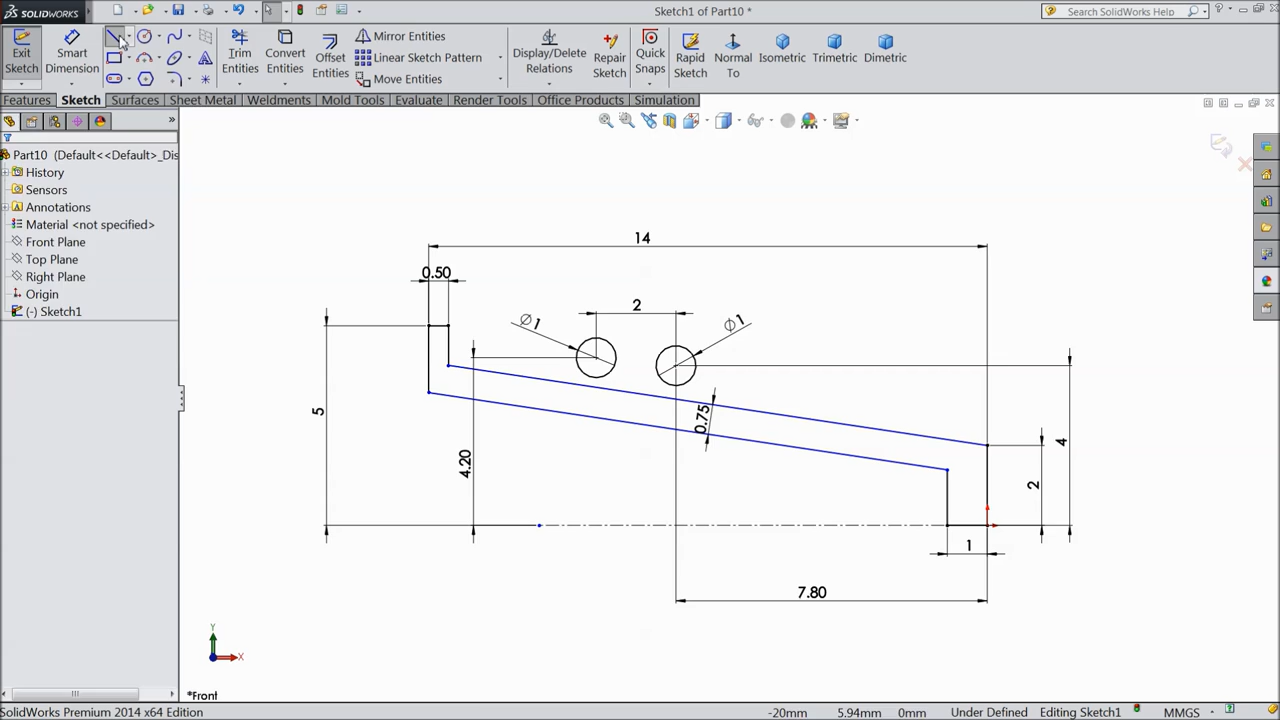 SOLIDWORKS
Sketch1 of Part10 *
Search SolidWorks Help
Exit Sketch
Smart Dimension
Trim Entities
Convert Entities
Offset Entities
Mirror Entities
Linear Sketch Pattern
Move Entities
Display/Delete Relations
Repair Sketch
Quick Snaps
Rapid Sketch
Normal To
Isometric
Trimetric
Dimetric
Features
Sketch
Surfaces
Sheet Metal
Weldments
Mold Tools
Evaluate
Render Tools
Office Products
Simulation
Part10 (Default<<Default>_Dis
History
Sensors
Annotations
Material <not specified>
Front Plane
Top Plane
Right Plane
Origin
(-) Sketch1
14
0.50
2
∅1
∅1
5
0.75
4.20
4
2
1
7.80
Y
X
*Front
SolidWorks Premium 2014 x64 Edition
-20mm
5.94mm
0mm
Under Defined
Editing Sketch1
MMGS